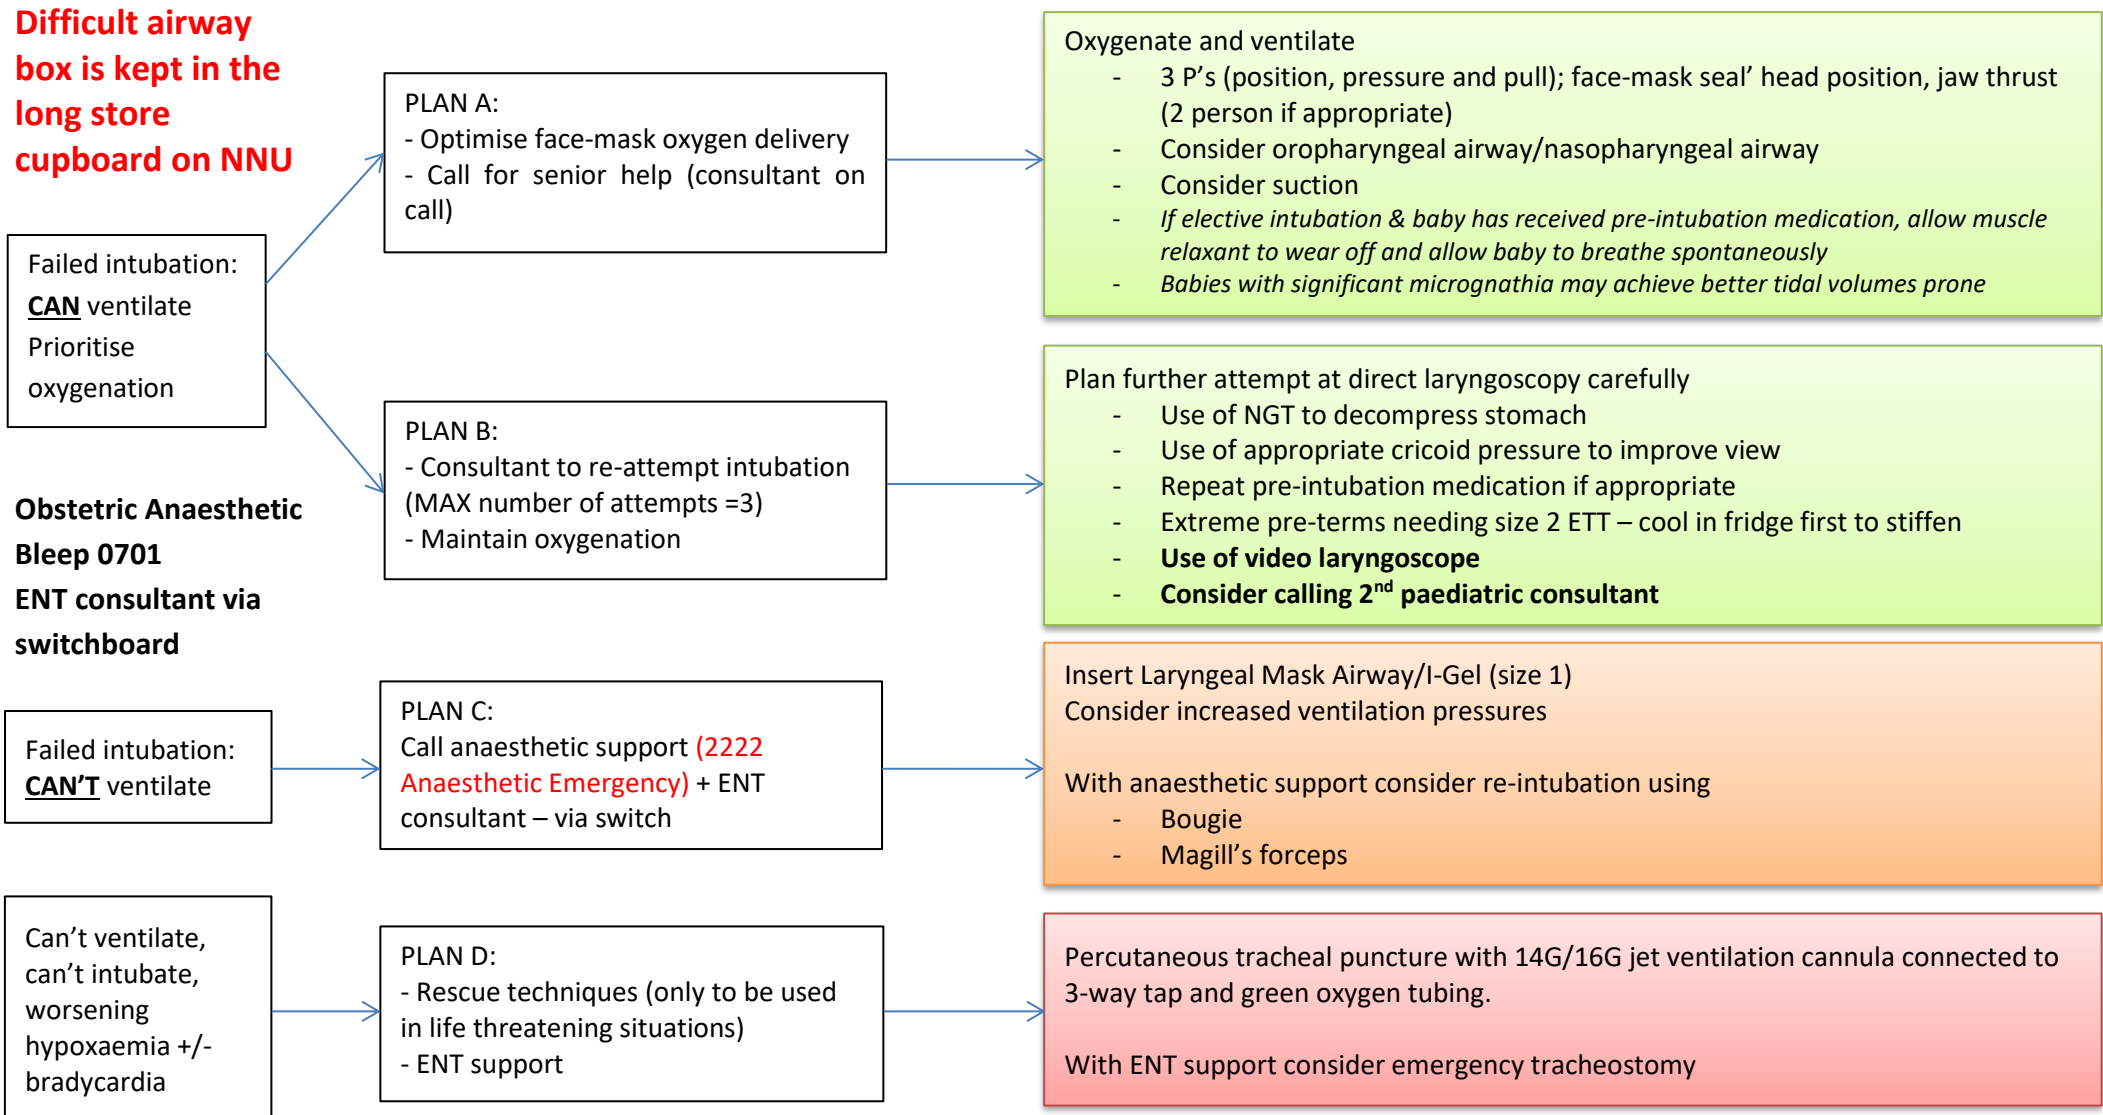 Difficult airway
box is kept in the
long store
cupboard on NNU
Failed intubation:
CAN ventilate
Prioritise
oxygenation
PLAN A:
- Optimise face-mask oxygen delivery
- Call for senior help (consultant on
call)
Oxygenate and ventilate
- 3 P’s (position, pressure and pull); face-mask seal’ head position, jaw thrust
(2 person if appropriate)
- Consider oropharyngeal airway/nasopharyngeal airway
- Consider suction
- If elective intubation & baby has received pre-intubation medication, allow muscle
relaxant to wear off and allow baby to breathe spontaneously
- Babies with significant micrognathia may achieve better tidal volumes prone
PLAN B:
- Consultant to re-attempt intubation
(MAX number of attempts =3)
- Maintain oxygenation
Plan further attempt at direct laryngoscopy carefully
- Use of NGT to decompress stomach
- Use of appropriate cricoid pressure to improve view
- Repeat pre-intubation medication if appropriate
- Extreme pre-terms needing size 2 ETT – cool in fridge first to stiffen
- Use of video laryngoscope
- Consider calling 2nd paediatric consultant
Obstetric Anaesthetic
Bleep 0701
ENT consultant via
switchboard
Failed intubation:
CAN’T ventilate
PLAN C:
Call anaesthetic support (2222
Anaesthetic Emergency) + ENT
consultant – via switch
Insert Laryngeal Mask Airway/I-Gel (size 1)
Consider increased ventilation pressures
With anaesthetic support consider re-intubation using
- Bougie
- Magill’s forceps
Can’t ventilate,
can’t intubate,
worsening
hypoxaemia +/-
bradycardia
PLAN D:
- Rescue techniques (only to be used
in life threatening situations)
- ENT support
Percutaneous tracheal puncture with 14G/16G jet ventilation cannula connected to
3-way tap and green oxygen tubing.
With ENT support consider emergency tracheostomy